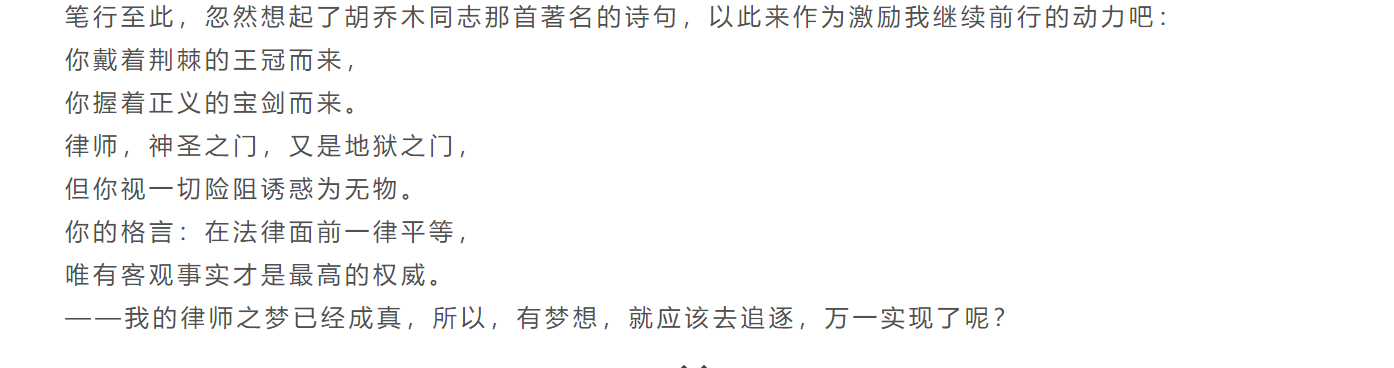 笔行至此，忽然想起了胡乔木同志那首著名的诗句，以此来作为激励我继续前行的动力吧：
你戴着荆棘的王冠而来，
你握着正义的宝剑而来。
律师，神圣之门，又是地狱之门，
但你视一切险阻诱惑为无物。
你的格言：在法律面前一律平等，
唯有客观事实才是最高的权威。
——我的律师之梦已经成真，所以，有梦想，就应该去追逐，万一实现了呢？